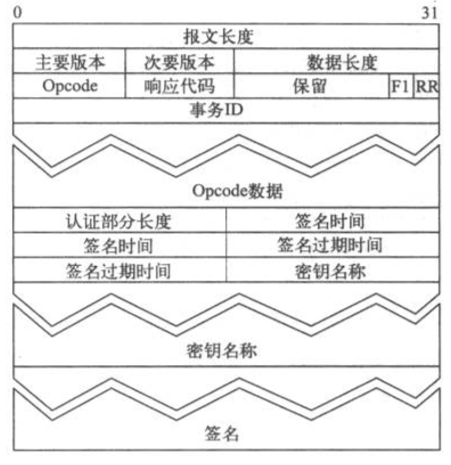 0 31
报文长度
主要版本 次要版本 数据长度
Opcode 响应代码 保留 F1 RR
事务ID
Opcode数据
认证部分长度 签名时间
签名时间 签名过期时间
签名过期时间 密钥名称
密钥名称
签名